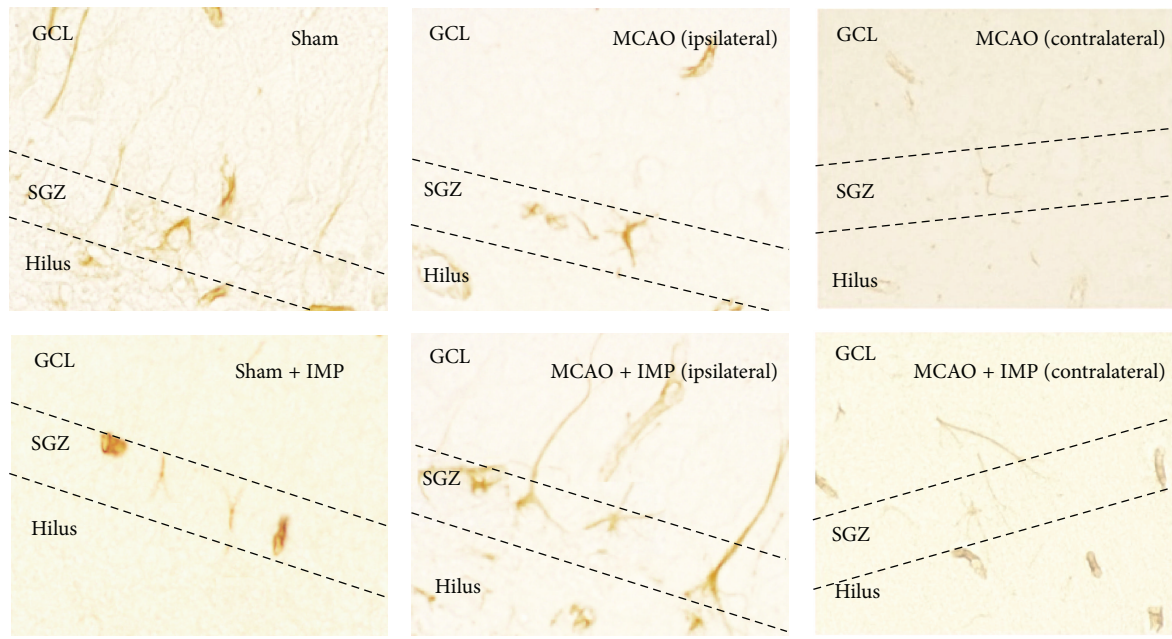 GCL
Sham
SGZ
Hilus
GCL
MCAO (ipsilateral)
SGZ
Hilus
GCL
MCAO (contralateral)
SGZ
Hilus
GCL
Sham + IMP
SGZ
Hilus
GCL
MCAO + IMP (ipsilateral)
SGZ
Hilus
GCL
MCAO + IMP (contralateral)
SGZ
Hilus